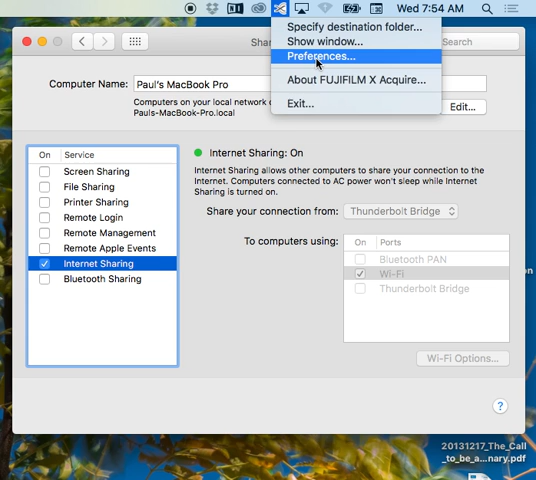 Wed 7:54 AM
Specify destination folder...
Show window...
Preferences...
About FUJIFILM X Acquire...
Exit...
Sha
Search
Computer Name: Paul's MacBook Pro
Computers on your local network c
Pauls-MacBook-Pro.local
Edit...
On Service
Screen Sharing
File Sharing
Printer Sharing
Remote Login
Remote Management
Remote Apple Events
Internet Sharing
Bluetooth Sharing
Internet Sharing: On
Internet Sharing allows other computers to share your connection to the
Internet. Computers connected to AC power won't sleep while Internet
Sharing is turned on.
Share your connection from: Thunderbolt Bridge
To computers using:
On Ports
Bluetooth PAN
Wi-Fi
Thunderbolt Bridge
Wi-Fi Options...
?
on
20131217_The_Call
_to_be_a...nary.pdf